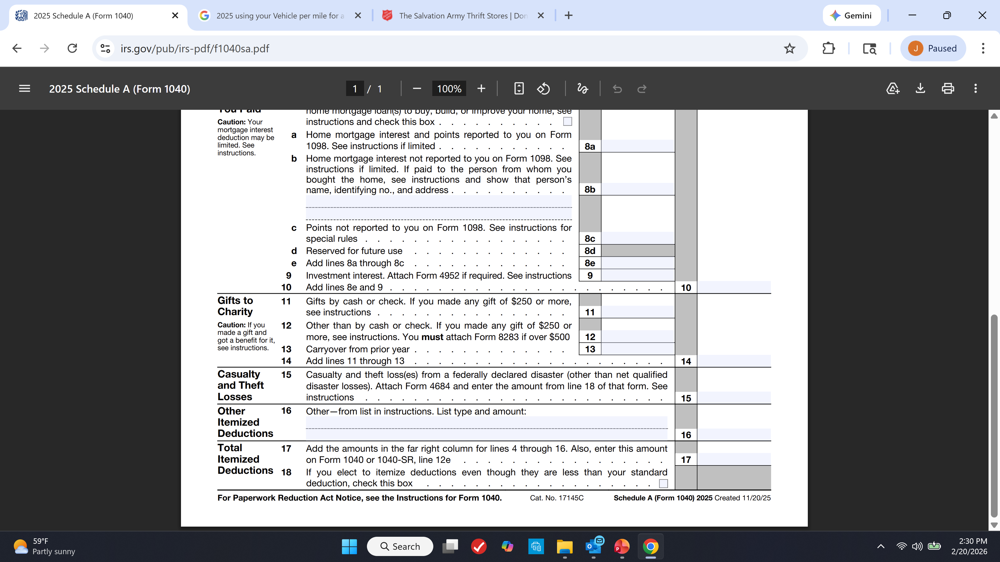 2025 Schedule A (Form 1040)
2025 using your Vehicle per mile for a
The Salvation Army Thrift Stores | Don
Gemini
irs.gov/pub/irs-pdf/f1040sa.pdf
J Paused
2025 Schedule A (Form 1040)
1 / 1
100%
You Paid
home mortgage loan(s) to buy, build, or improve your home, see
instructions and check this box . . . . . . . . . .
Caution: Your
mortgage interest
deduction may be
limited. See
instructions.
a Home mortgage interest and points reported to you on Form
1098. See instructions if limited . . . . . . . . . . . 8a
b Home mortgage interest not reported to you on Form 1098. See
instructions if limited. If paid to the person from whom you
bought the home, see instructions and show that person's
name, identifying no., and address . . . . . . . . . . 8b
c Points not reported to you on Form 1098. See instructions for
special rules . . . . . . . . . . . . . . . . . 8c
d Reserved for future use . . . . . . . . . . . . . 8d
e Add lines 8a through 8c . . . . . . . . . . . . . 8e
9 Investment interest. Attach Form 4952 if required. See instructions 9
10 Add lines 8e and 9 . . . . . . . . . . . . . . . . . . . . . . . 10
Gifts to
Charity
Caution: If you
made a gift and
got a benefit for it,
see instructions.
11 Gifts by cash or check. If you made any gift of $250 or more,
see instructions . . . . . . . . . . . . . . . . 11
12 Other than by cash or check. If you made any gift of $250 or
more, see instructions. You must attach Form 8283 if over $500 12
13 Carryover from prior year . . . . . . . . . . . . . 13
14 Add lines 11 through 13 . . . . . . . . . . . . . . . . . . . . . 14
Casualty
and Theft
Losses
15 Casualty and theft loss(es) from a federally declared disaster (other than net qualified
disaster losses). Attach Form 4684 and enter the amount from line 18 of that form. See
instructions . . . . . . . . . . . . . . . . . . . . . . . . . 15
Other
Itemized
Deductions
16 Other—from list in instructions. List type and amount:
16
Total
Itemized
Deductions
17 Add the amounts in the far right column for lines 4 through 16. Also, enter this amount
on Form 1040 or 1040-SR, line 12e . . . . . . . . . . . . . . . . . 17
18 If you elect to itemize deductions even though they are less than your standard
deduction, check this box . . . . . . . . . . . . . . . . . . .
For Paperwork Reduction Act Notice, see the Instructions for Form 1040. Cat. No. 17145C Schedule A (Form 1040) 2025 Created 11/20/25
59°F
Partly sunny
Search
2:30 PM
2/20/2026